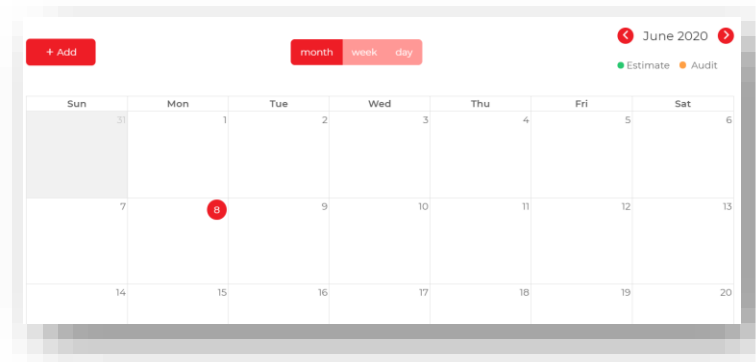 June 2020
+ Add month week day
Estimate Audit
Sun Mon Tue Wed Thu Fri Sat
31 1 2 3 4 5 6
7 8 9 10 11 12 13
14 15 16 17 18 19 20